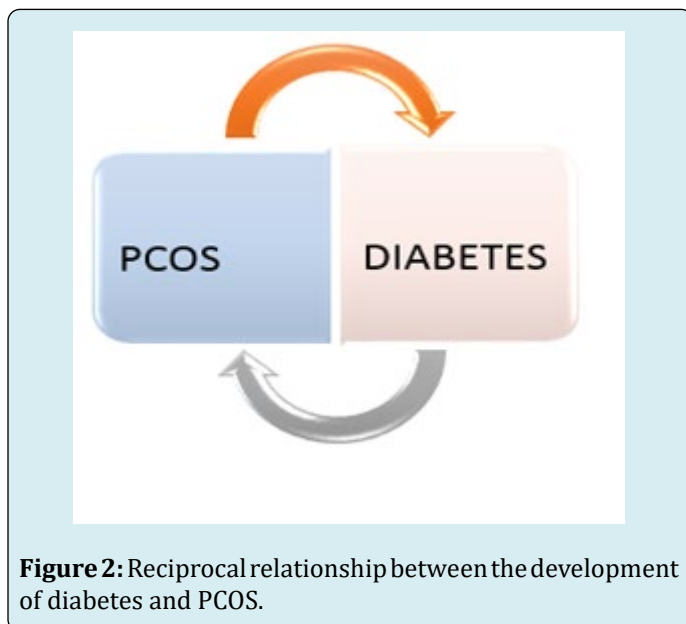 PCOS
DIABETES
Figure 2: Reciprocal relationship between the development
of diabetes and PCOS.